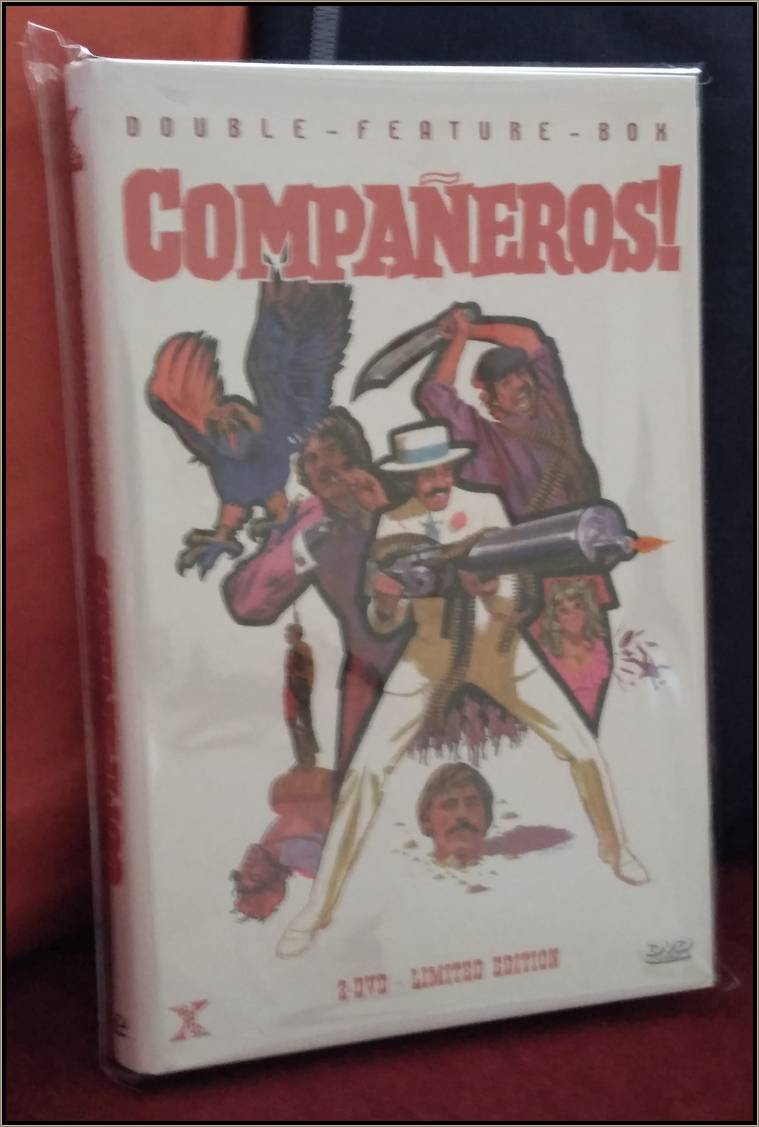 DOUBLE-FEATURE-BOX
COMPAÑEROS!
2-DVD - LIMITED EDITION
DVD
X